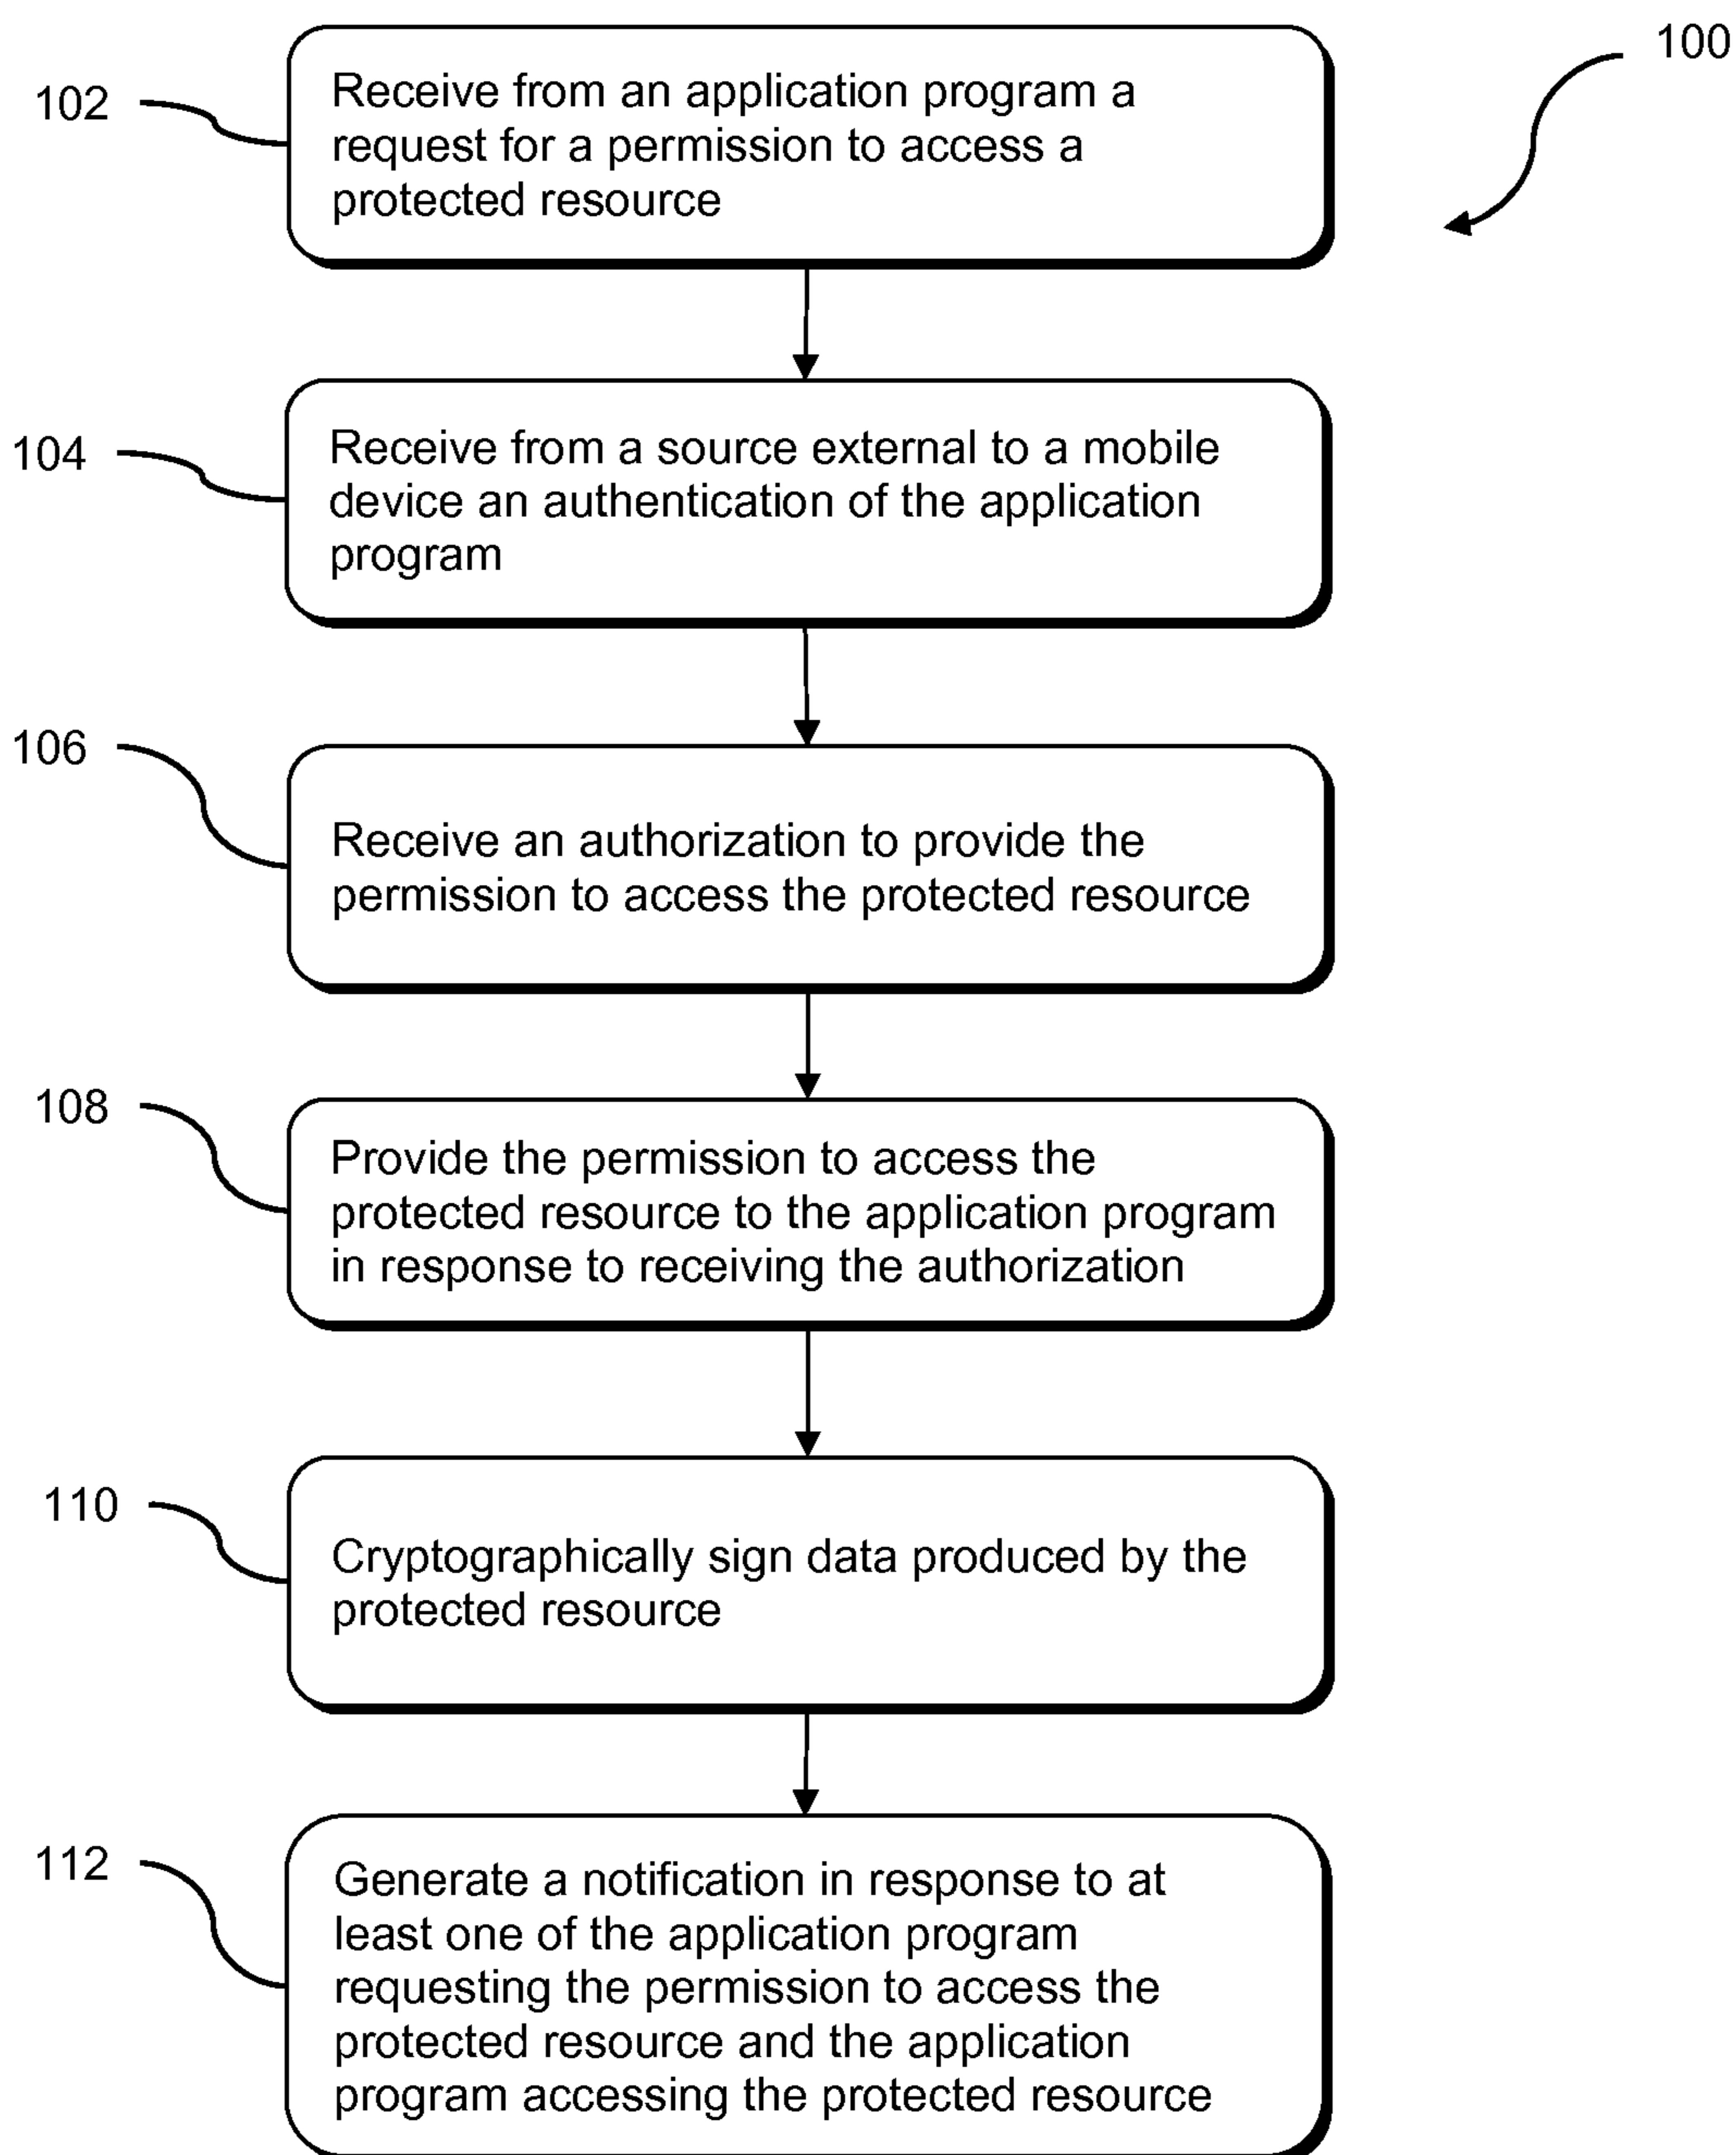 100
102
Receive from an application program a
request for a permission to access a
protected resource
104
Receive from a source external to a mobile
device an authentication of the application
program
106
Receive an authorization to provide the
permission to access the protected resource
108
Provide the permission to access the
protected resource to the application program
in response to receiving the authorization
110
Cryptographically sign data produced by the
protected resource
112
Generate a notification in response to at
least one of the application program
requesting the permission to access the
protected resource and the application
program accessing the protected resource